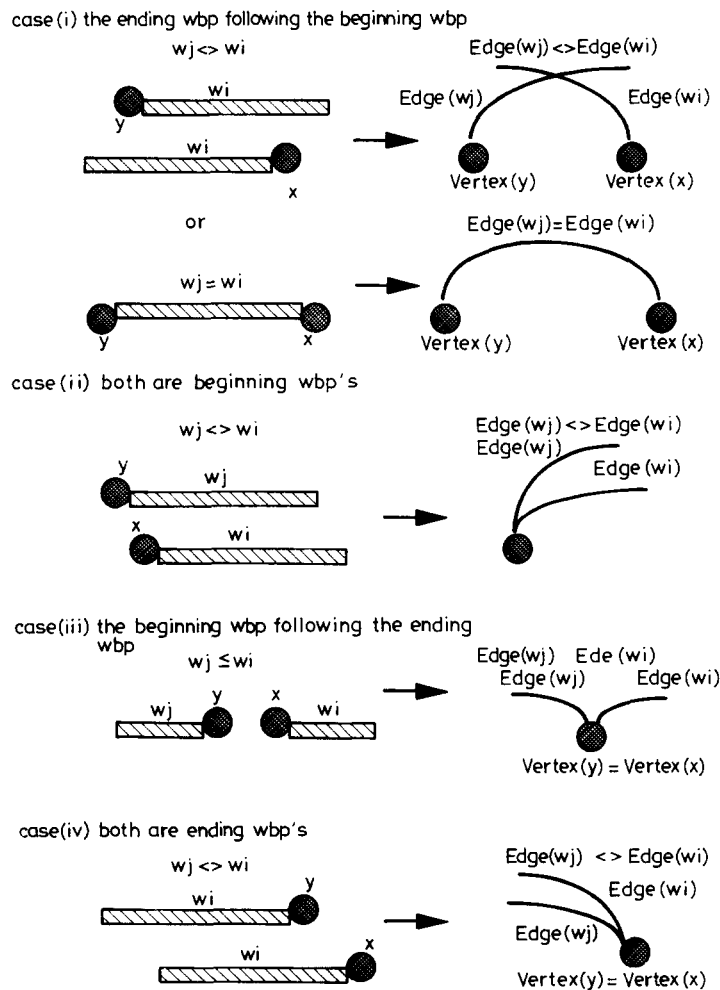 case(i) the ending wbp following the beginning wbp
wj<> wi
Edge(wj)<>Edge(wi)
wi
Edge(wj)
Edge(wi)
y
wi
x
Vertex(y)
Vertex(x)
or
Edge(wj)=Edge(wi)
wj=wi
y
x
Vertex(y)
Vertex(x)
case(ii) both are beginning wbp's
wj<> wi
Edge(wj)<>Edge(wi)
Edge(wj)
y
wj
Edge(wi)
x
wi
case(iii) the beginning wbp following the ending
wbp
wj≤wi
Edge(wj) Ede(wi)
Edge(wj)
Edge(wi)
wj
y
x
wi
Vertex(y)=Vertex(x)
case(iv) both are ending wbp's
wj<> wi
Edge(wj) <> Edge(wi)
wi
y
Edge(wi)
Edge(wj)
wi
x
Vertex(y)=Vertex(x)